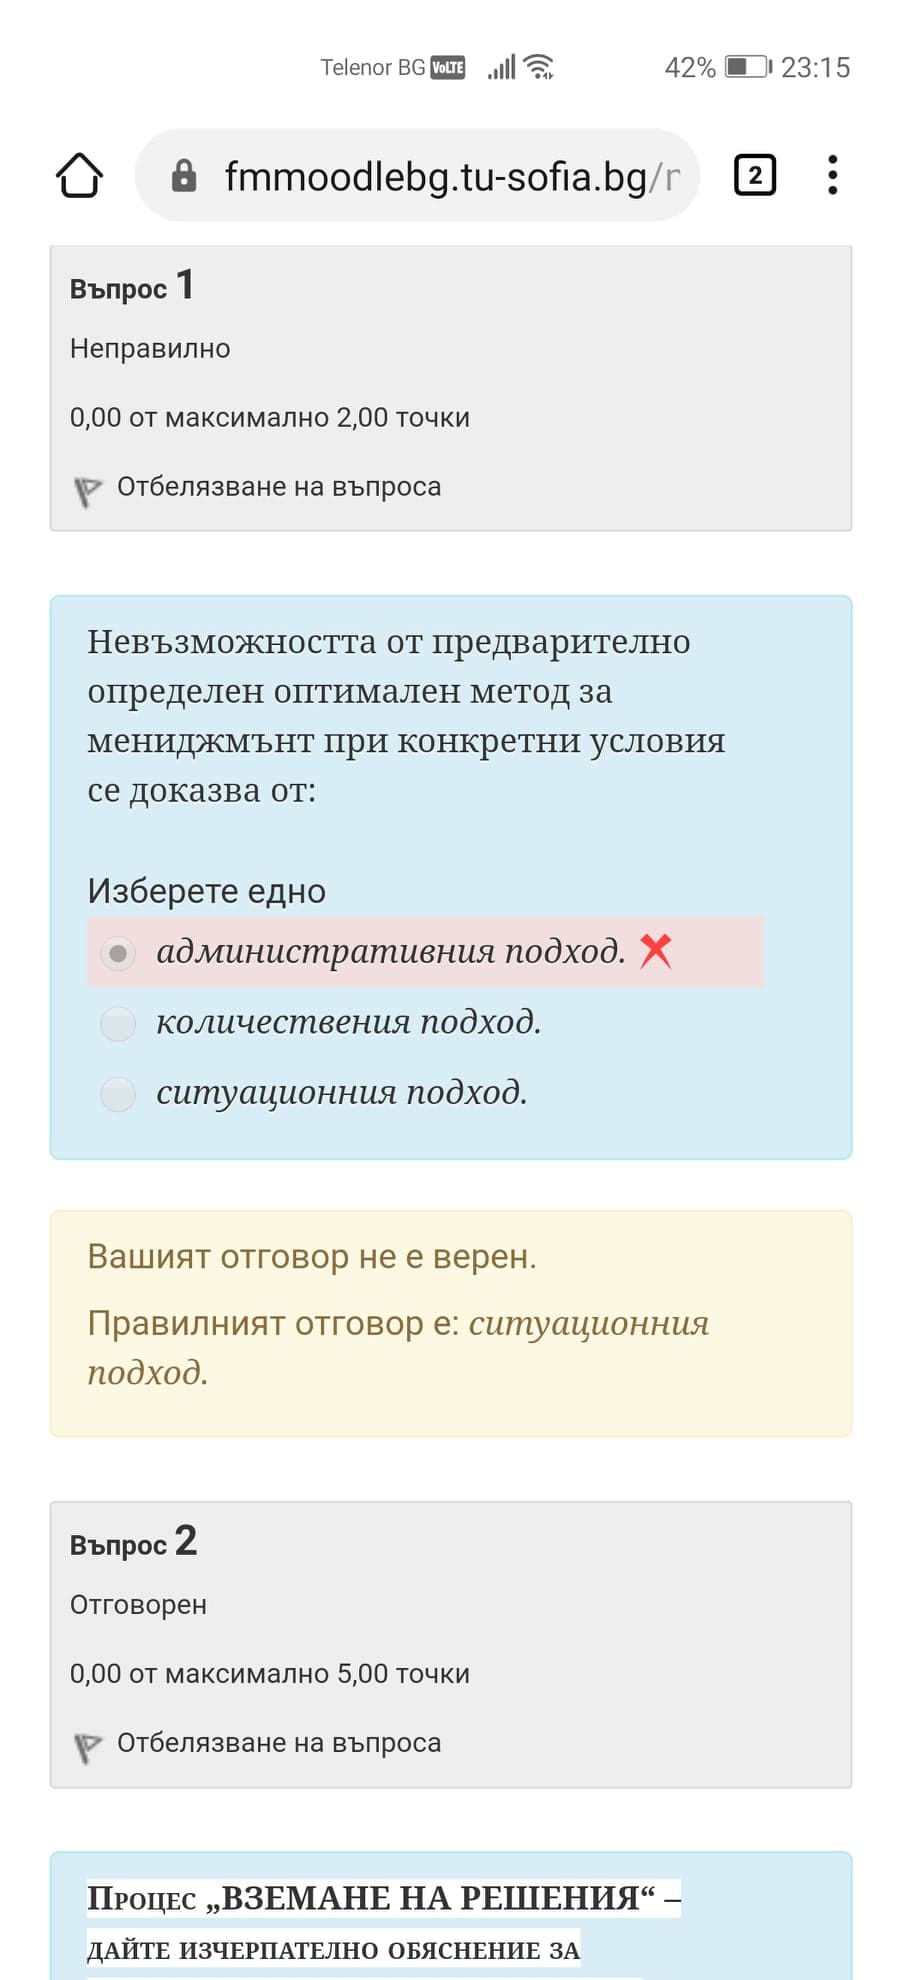 Telenor BG VoLTE 42% 23:15
fmmoodlebg.tu-sofia.bg/r 2
Въпрос 1
Неправилно
0,00 от максимално 2,00 точки
Отбелязване на въпроса
Невъзможността от предварително
определен оптимален метод за
мениджмънт при конкретни условия
се доказва от:
Изберете едно
административния подход.
количествения подход.
ситуационния подход.
Вашият отговор не е верен.
Правилният отговор е: ситуационния
подход.
Въпрос 2
Отговорен
0,00 от максимално 5,00 точки
Отбелязване на въпроса
Процес „ВЗЕМАНЕ НА РЕШЕНИЯ“ –
дайте изчерпателно обяснение за